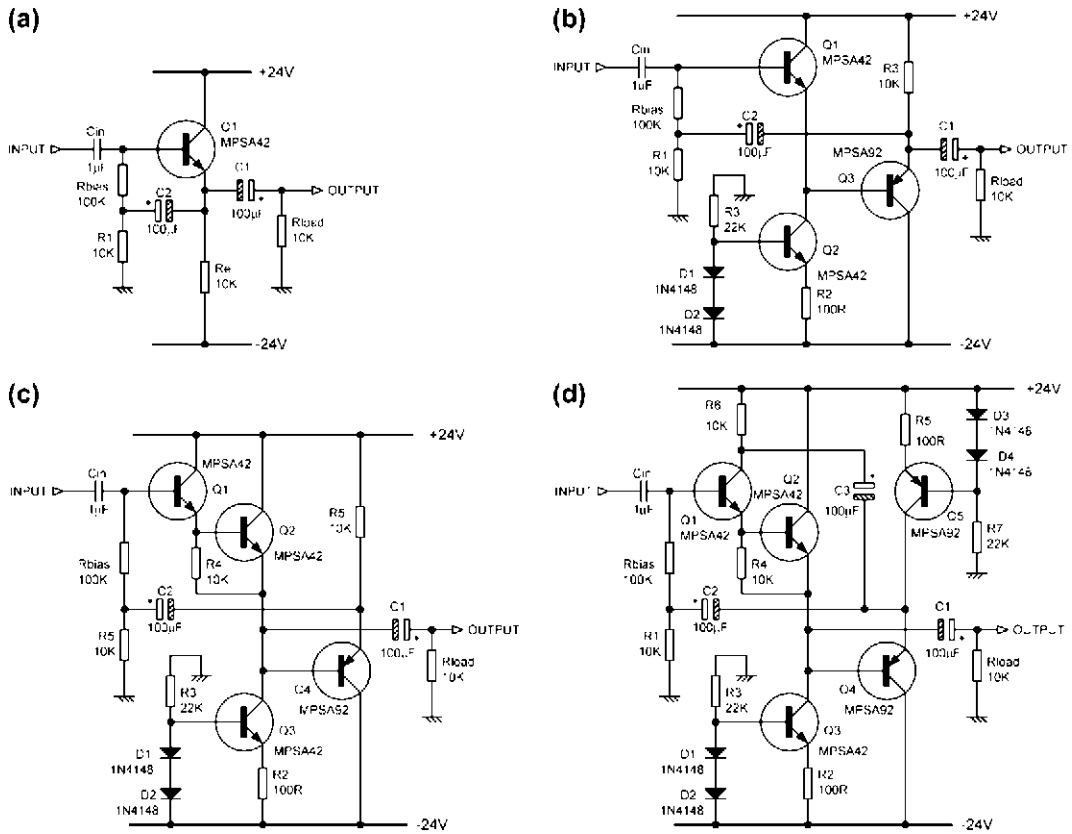 (a)
+24V
Q1
MPSA42
Cin
INPUT
1µF
C1
OUTPUT
Rbias
100K
C2
100µF
100µF
R1
10K
Rload
10K
Re
10K
-24V
(b)
+24V
Q1
MPSA42
Cin
INPUT
1uF
R3
10K
Rbias
100K
C2
100µF
C1
OUTPUT
MPSA92
100µF
R1
10K
Q3
Rload
10K
R3
22K
Q2
MPSA42
D1
1N4148
R2
100R
D2
1N4148
-24V
(c)
+24V
MPSA42
Cin
INPUT
1µF
Q1
Q2
R5
10K
MPSA42
Rbias
100K
R4
10K
C2
100µF
C1
OUTPUT
R5
10K
100µF
Rload
10K
R3
22K
Q4
MPSA92
Q3
MPSA42
D1
1N4148
R2
100R
D2
1N4148
-24V
(d)
+24V
R6
10K
R5
100R
D3
1N4148
D4
1N4148
Cin
INPUT
1µF
Q2
MPSA42
C3
100µF
Q1
MPSA42
Q5
MPSA92
R7
22K
Rbias
100K
R4
10K
C2
100µF
C1
OUTPUT
R1
10K
100µF
Rload
10K
R3
22K
Q4
MPSA92
Q3
MPSA42
D1
1N4148
R2
100R
D2
1N4148
-24V